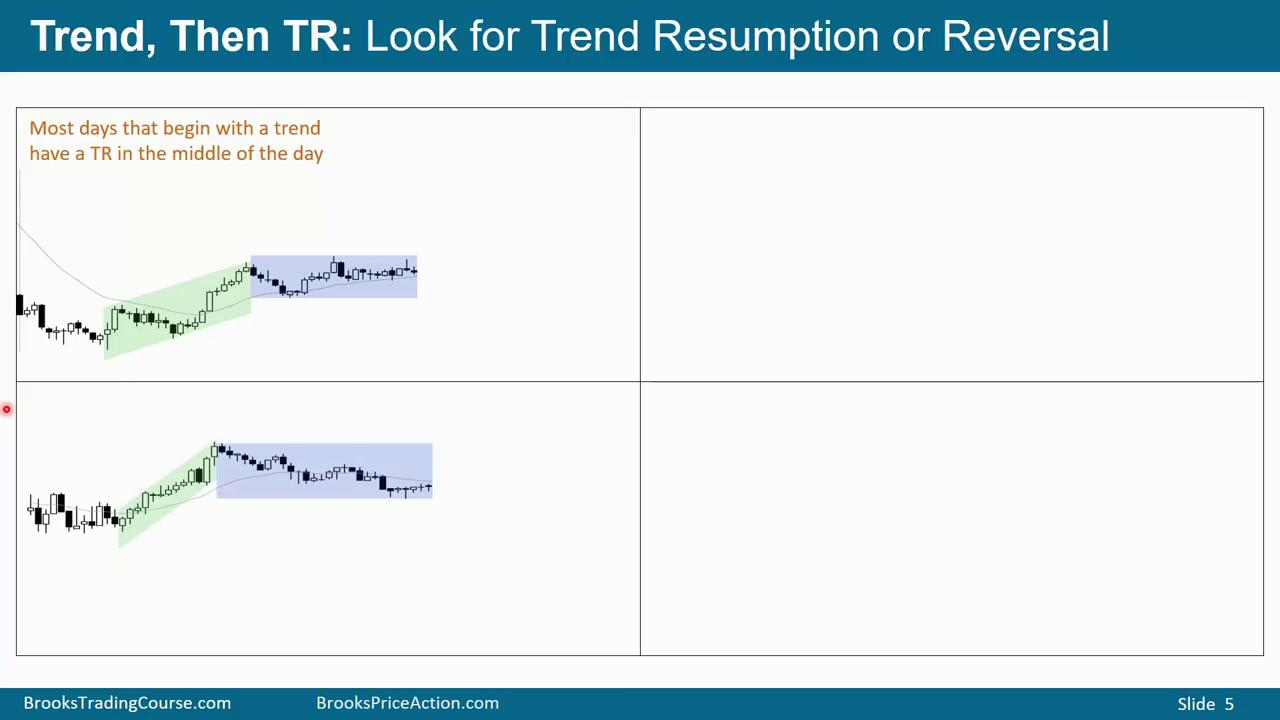 Trend, Then TR: Look for Trend Resumption or Reversal
Most days that begin with a trend
have a TR in the middle of the day
BrooksTradingCourse.com
BrooksPriceAction.com
Slide 5